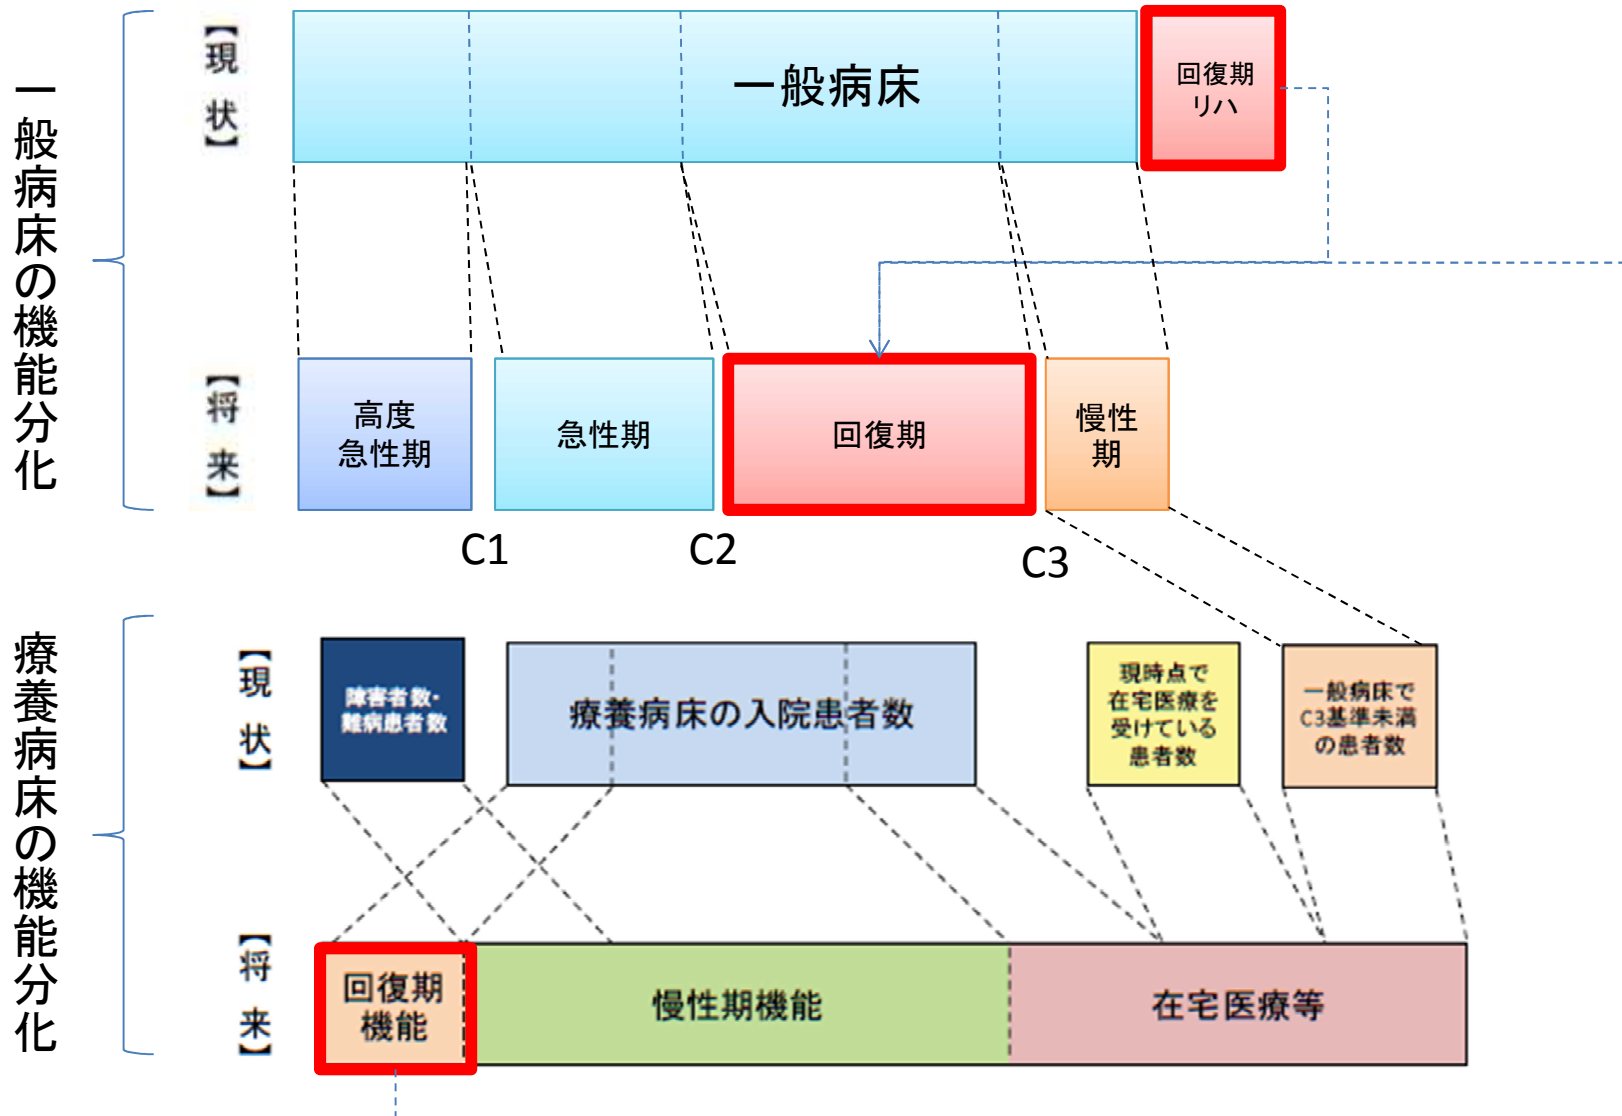 一般病床の機能分化
【現 状】
一般病床
回復期
リハ
【将 来】
高度
急性期
急性期
回復期
慢性
期
C1
C2
C3
療養病床の機能分化
【現 状】
障害者数・
難病患者数
療養病床の入院患者数
現時点で
在宅医療を
受けている
患者数
一般病床で
C3基準未満
の患者数
【将 来】
回復期
機能
慢性期機能
在宅医療等